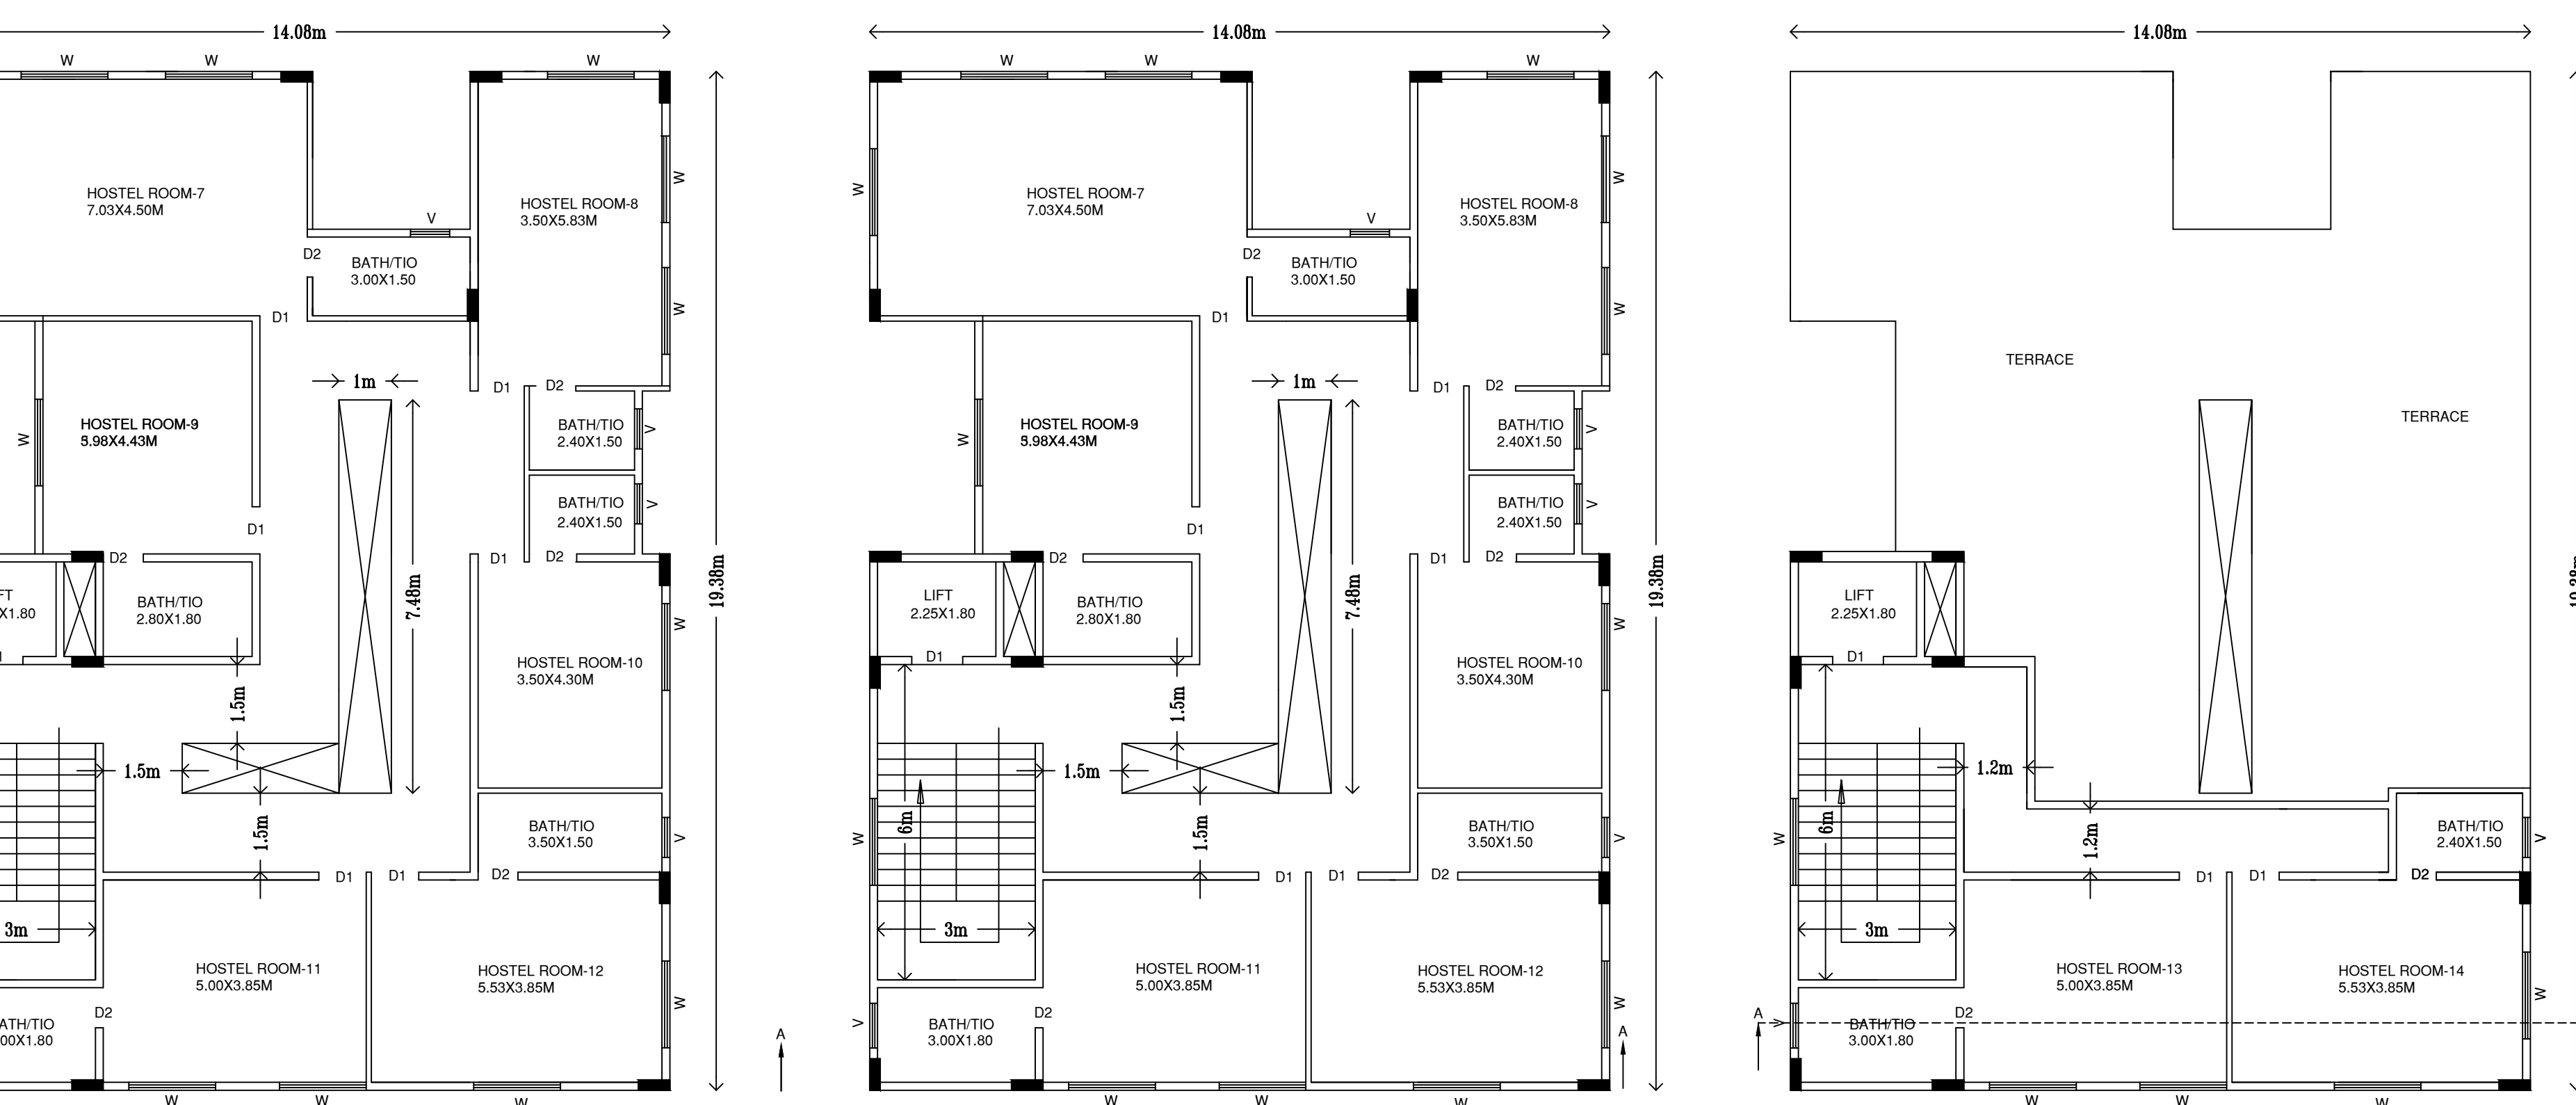 14.08m
W
W
W
HOSTEL ROOM-7
7.03X4.50M
W
HOSTEL ROOM-8
3.50X5.83M
V
D2
BATH/TIO
3.00X1.50
W
D1
1m
D1
D2
HOSTEL ROOM-9
W
BATH/TIO
2.40X1.50
V
BATH/TIO
2.40X1.50
V
D1
D2
D1
D2
7.48m
19.38m
X1.80
BATH/TIO
2.80X1.80
W
HOSTEL ROOM-10
3.50X4.30M
1.5m
1.5m
1.5m
BATH/TIO
3.50X1.50
V
D1
D1
D2
3m
HOSTEL ROOM-11
5.00X3.85M
HOSTEL ROOM-12
5.53X3.85M
W
D2
ATH/TIO
00X1.80
A
W
W
W
14.08m
W
W
W
W
HOSTEL ROOM-7
7.03X4.50M
W
HOSTEL ROOM-8
3.50X5.83M
V
D2
BATH/TIO
3.00X1.50
W
D1
1m
D1
D2
HOSTEL ROOM-9
W
BATH/TIO
2.40X1.50
V
BATH/TIO
2.40X1.50
V
D1
D2
D1
D2
7.48m
19.38m
LIFT
2.25X1.80
BATH/TIO
2.80X1.80
W
D1
HOSTEL ROOM-10
3.50X4.30M
1.5m
1.5m
6m
W
1.5m
BATH/TIO
3.50X1.50
V
D1
D1
D2
3m
HOSTEL ROOM-11
5.00X3.85M
HOSTEL ROOM-12
5.53X3.85M
W
D2
V
BATH/TIO
3.00X1.80
A
W
W
W
14.08m
TERRACE
TERRACE
LIFT
2.25X1.80
D1
1.2m
6m
W
1.2m
BATH/TIO
2.40X1.50
V
D1
D1
D2
3m
HOSTEL ROOM-13
5.00X3.85M
HOSTEL ROOM-14
5.53X3.85M
W
A
V
D2
BATH/TIO
3.00X1.80
W
W
W